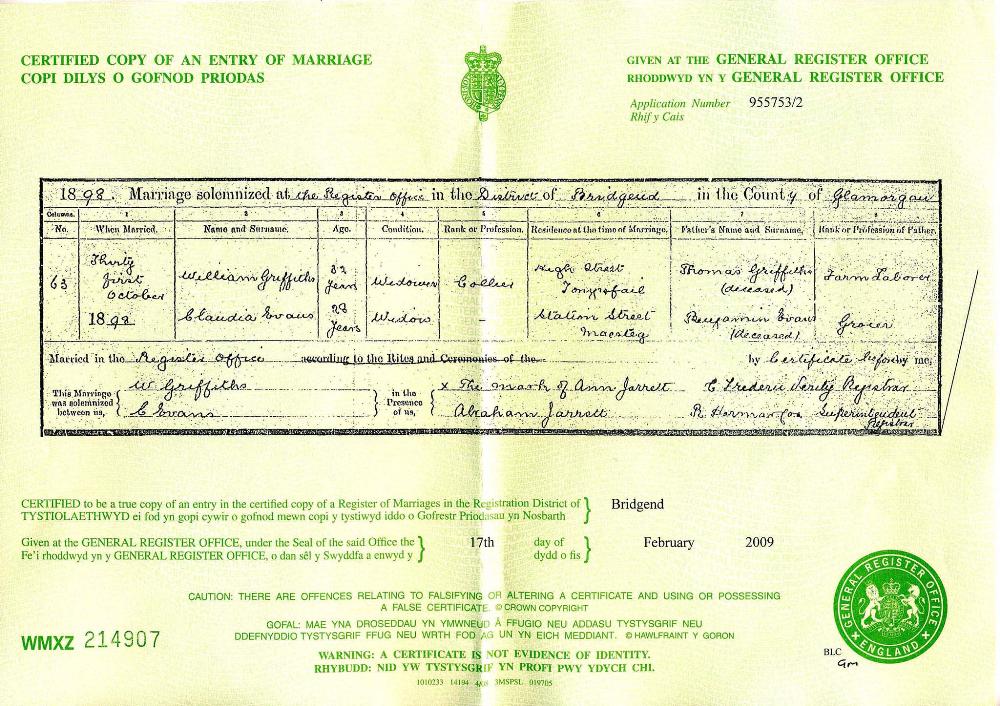 CERTIFIED COPY OF AN ENTRY OF MARRIAGE
COPI DILYS O GOFNOD PRIODAS
GIVEN AT THE GENERAL REGISTER OFFICE
RHODDWYD YN Y GENERAL REGISTER OFFICE
Application Number 955753/2
Rhif y Cais
1898. Marriage solemnized at the Register Office in the District of Bridgend in the County of Glamorgan
Columns. 1 2 3 4 5 6 7 8
No. When Married. Name and Surname. Age. Condition. Rank or Profession. Residence at the time of Marriage. Father's Name and Surname. Rank or Profession of Father.
63 Thirty First October 1898
William Griffiths 32 Years Widower Collier High Street Tonyrefail Thomas Griffiths (deceased) Farm Laborer
Claudia Evans 28 Years Widow - Station Street Maesteg Benjamin Evans (deceased) Grocer
Married in the Register Office according to the Rites and Ceremonies of the by Certificate before by me,
This Marriage was solemnized between us, W Griffiths C Evans
in the Presence of us, x The mark of Ann Jarrett Abraham Jarrett
C Frederic Registrar
R Harmar Cox Superintendent Registrar
CERTIFIED to be a true copy of an entry in the certified copy of a Register of Marriages in the Registration District of Bridgend
TYSTIOLAETHWYD ei fod yn gopi cywir o gofnod mewn copi y tystiwyd iddo o Gofrestr Priodasau yn Nosbarth
Given at the GENERAL REGISTER OFFICE, under the Seal of the said Office the 17th day of February 2009
Fe'i rhoddwyd yn y GENERAL REGISTER OFFICE, o dan sêl y Swyddfa a enwyd y dydd o fis
CAUTION: THERE ARE OFFENCES RELATING TO FALSIFYING OR ALTERING A CERTIFICATE AND USING OR POSSESSING
A FALSE CERTIFICATE. © CROWN COPYRIGHT
GOFAL: MAE YNA DROSEDDAU YN YMWNEUD Â FFUGIO NEU ADDASU TYSTYSGRIF NEU
DDEFNYDDIO TYSTYSGRIF FFUG NEU WRTH FOD AG UN YN EICH MEDDIANT. © HAWLFRAINT Y GORON
WARNING: A CERTIFICATE IS NOT EVIDENCE OF IDENTITY.
RHYBUDD: NID YW TYSTYSGRIF YN PROFI PWY YDYCH CHI.
WMXZ 214907
GENERAL REGISTER OFFICE
ENGLAND
BLC
3MSPSL 019705